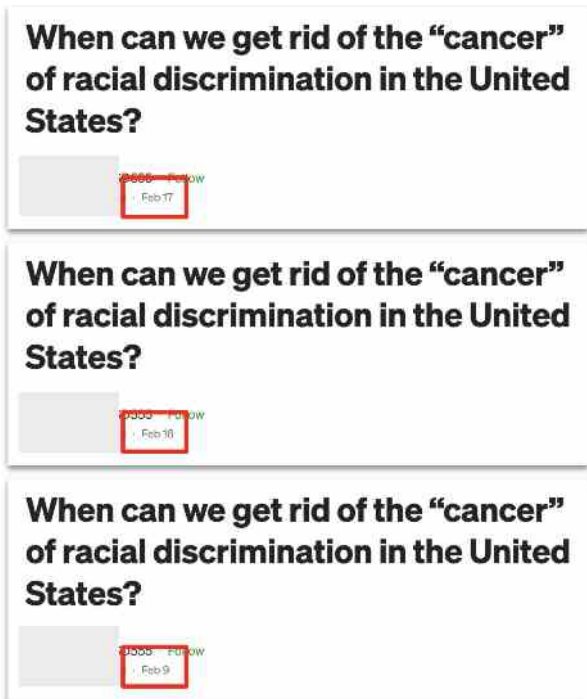 When can we get rid of the “cancer”
of racial discrimination in the United
States?
Follow
· Feb 17
When can we get rid of the “cancer”
of racial discrimination in the United
States?
Follow
· Feb 16
When can we get rid of the “cancer”
of racial discrimination in the United
States?
Follow
· Feb 9